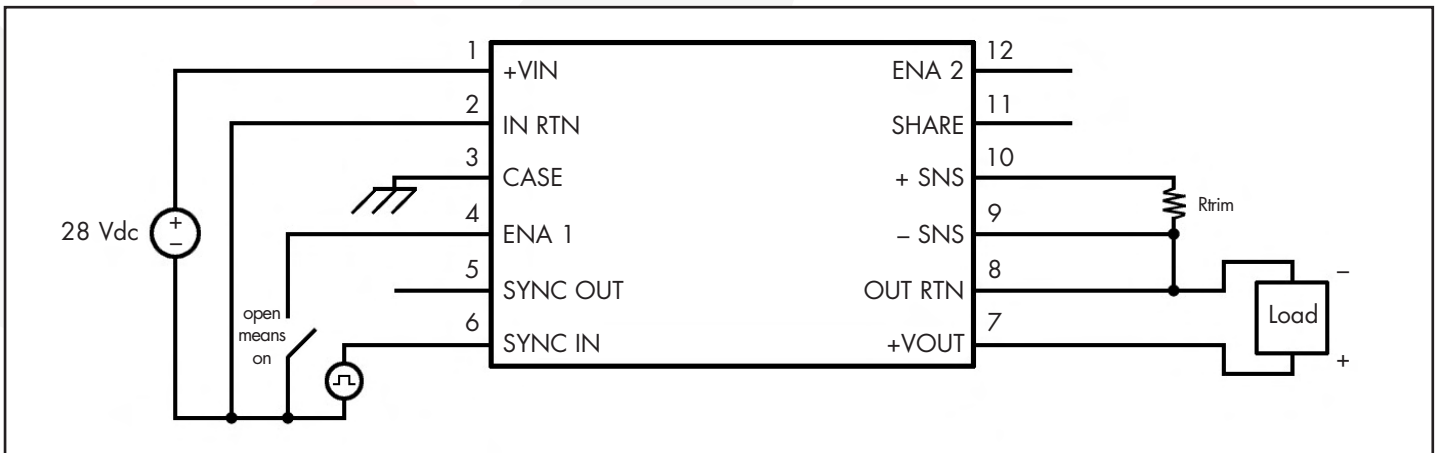 1
+VIN
2
IN RTN
3
CASE
4
ENA 1
5
SYNC OUT
6
SYNC IN
12
ENA 2
11
SHARE
10
+ SNS
9
– SNS
8
OUT RTN
7
+VOUT
28 Vdc
+
–
open
means
on
Rtrim
–
Load
+